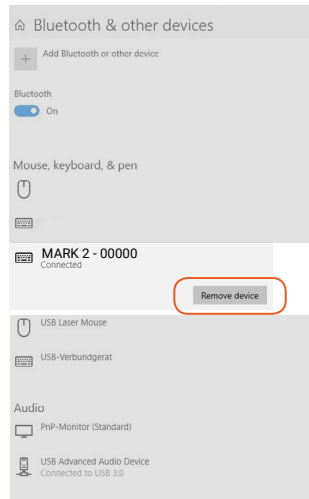 Bluetooth & other devices
Add Bluetooth or other device
Bluetooth
On
Mouse, keyboard, & pen
MARK 2 - 00000
Connected
Remove device
USB Laser Mouse
USB-Verbundgerat
Audio
PnP-Monitor (Standard)
USB Advanced Audio Device
Connected to USB 3.0